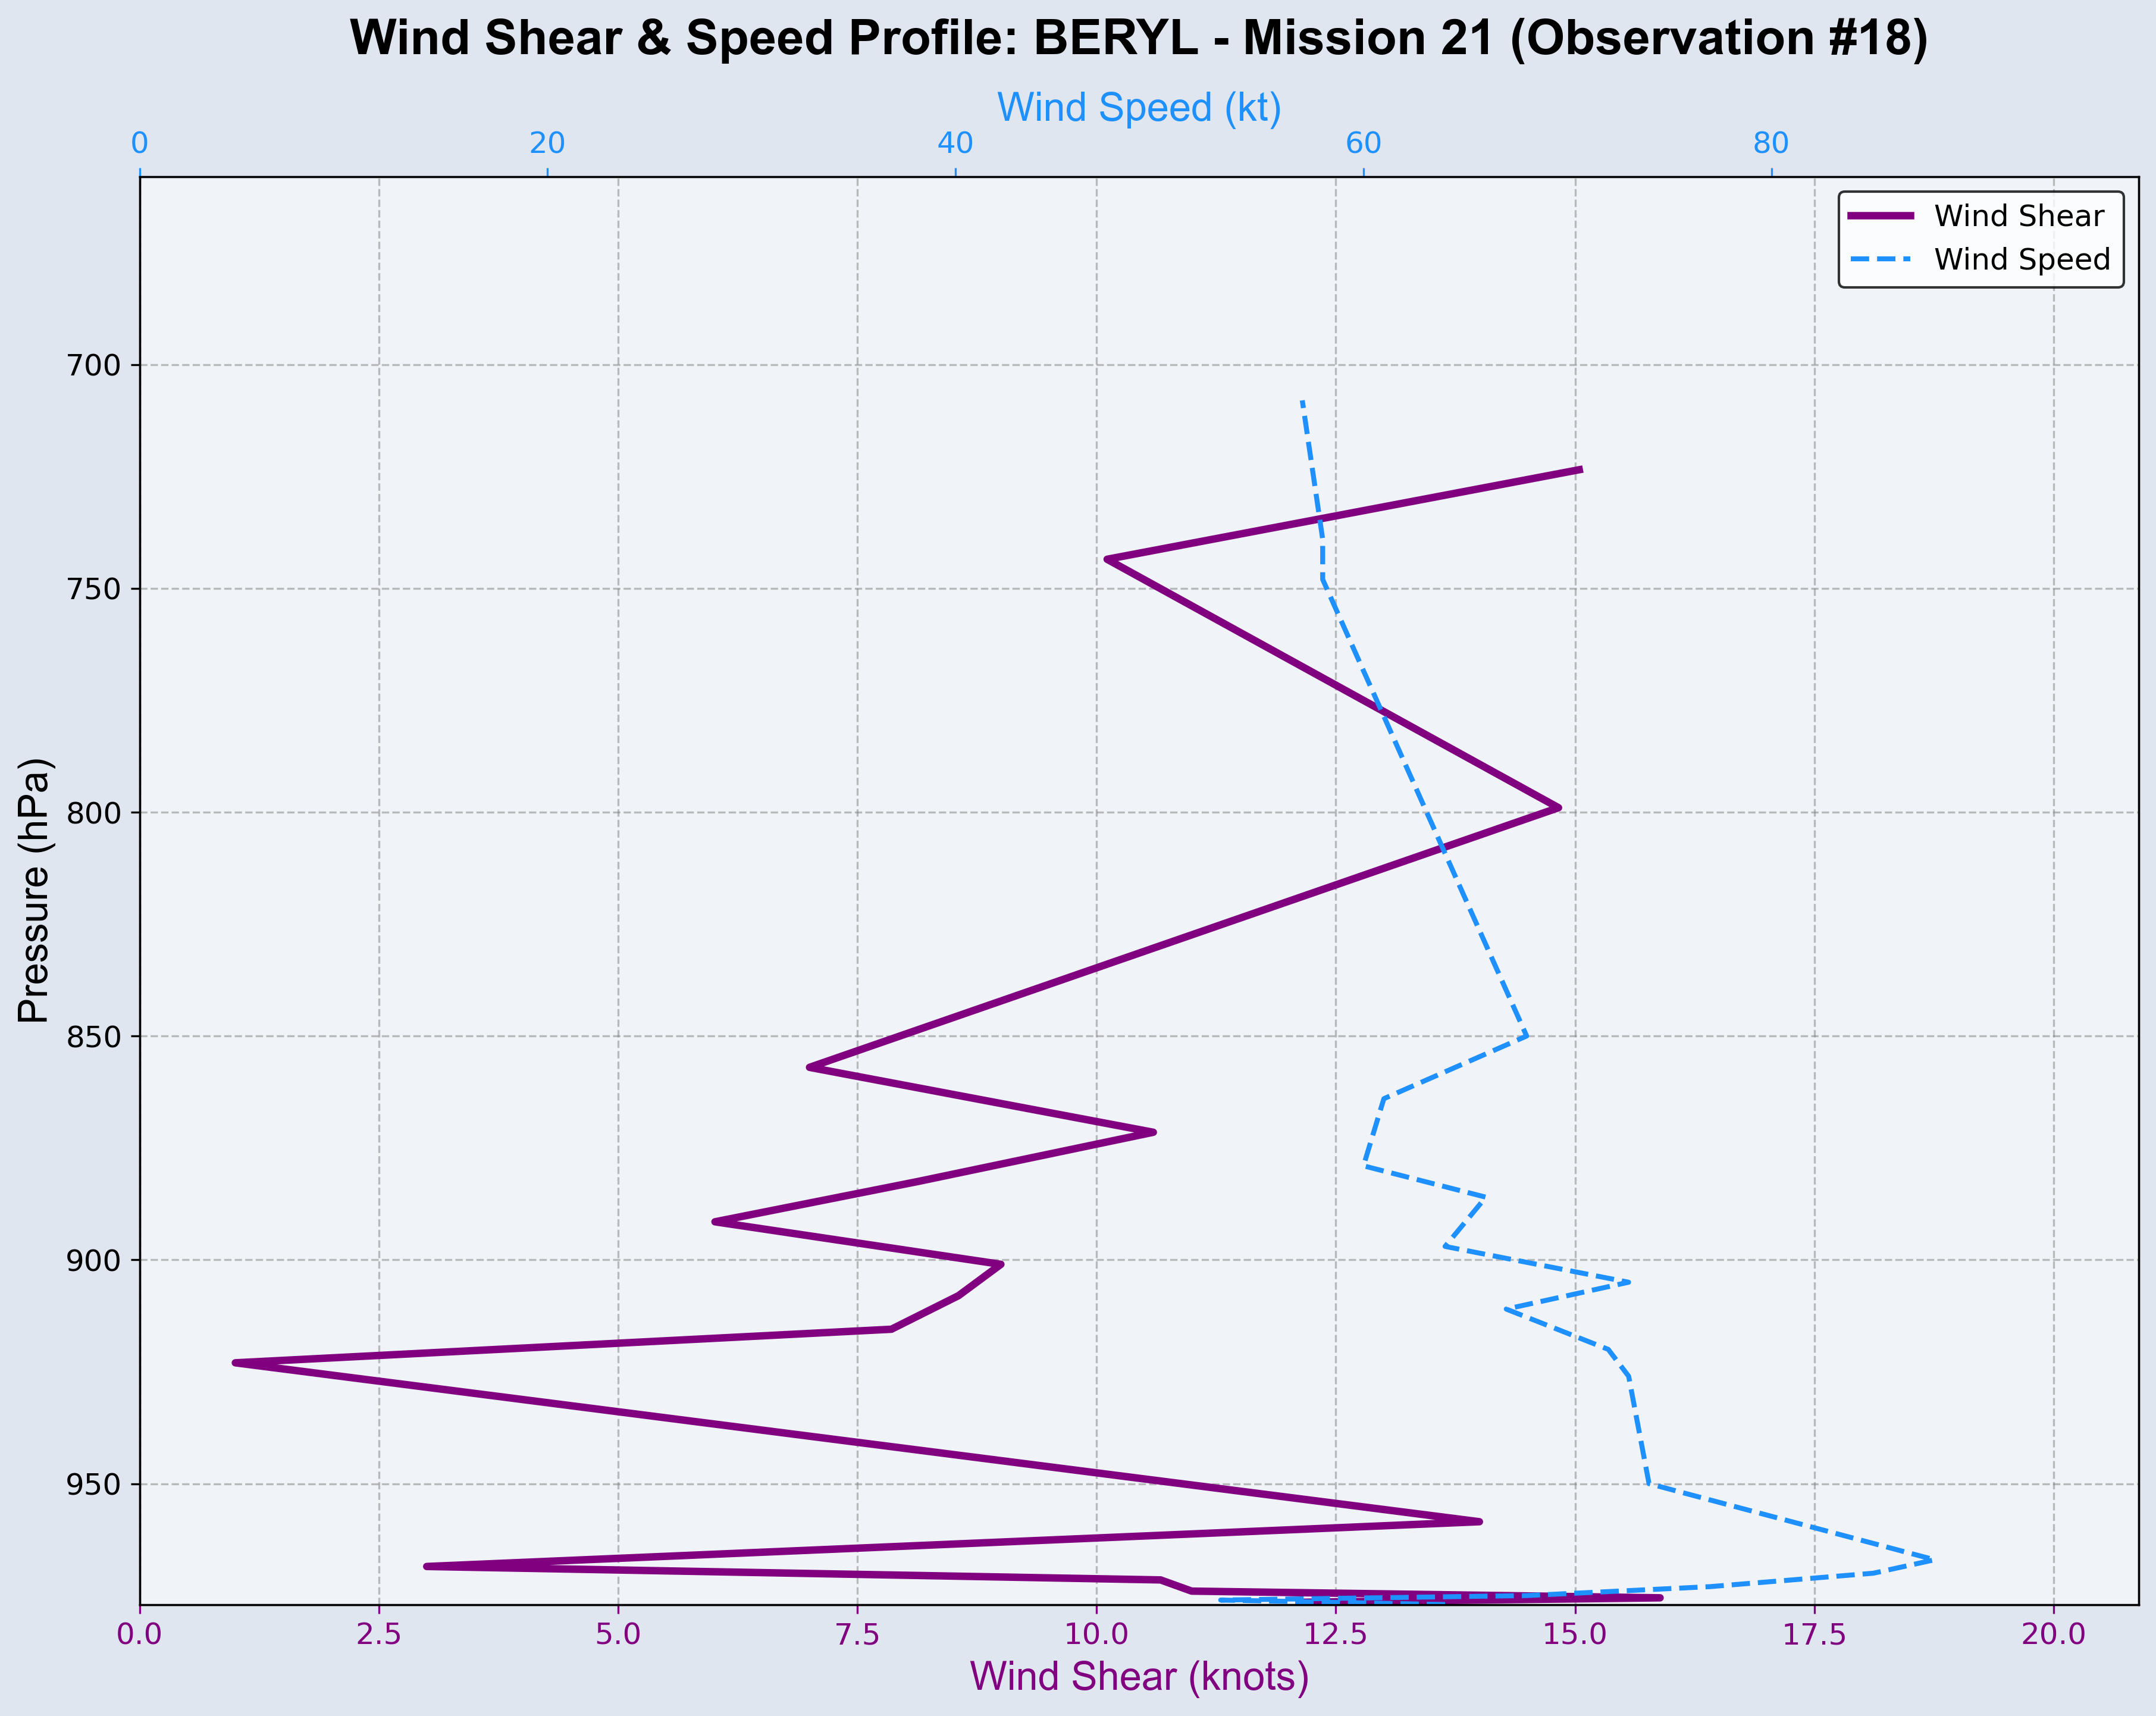 Wind Shear & Speed Profile: BERYL - Mission 21 (Observation #18)
Wind Speed (kt)
0 20 40 60 80
Wind Shear
Wind Speed
700
750
800
850
900
950
Pressure (hPa)
0.0 2.5 5.0 7.5 10.0 12.5 15.0 17.5 20.0
Wind Shear (knots)